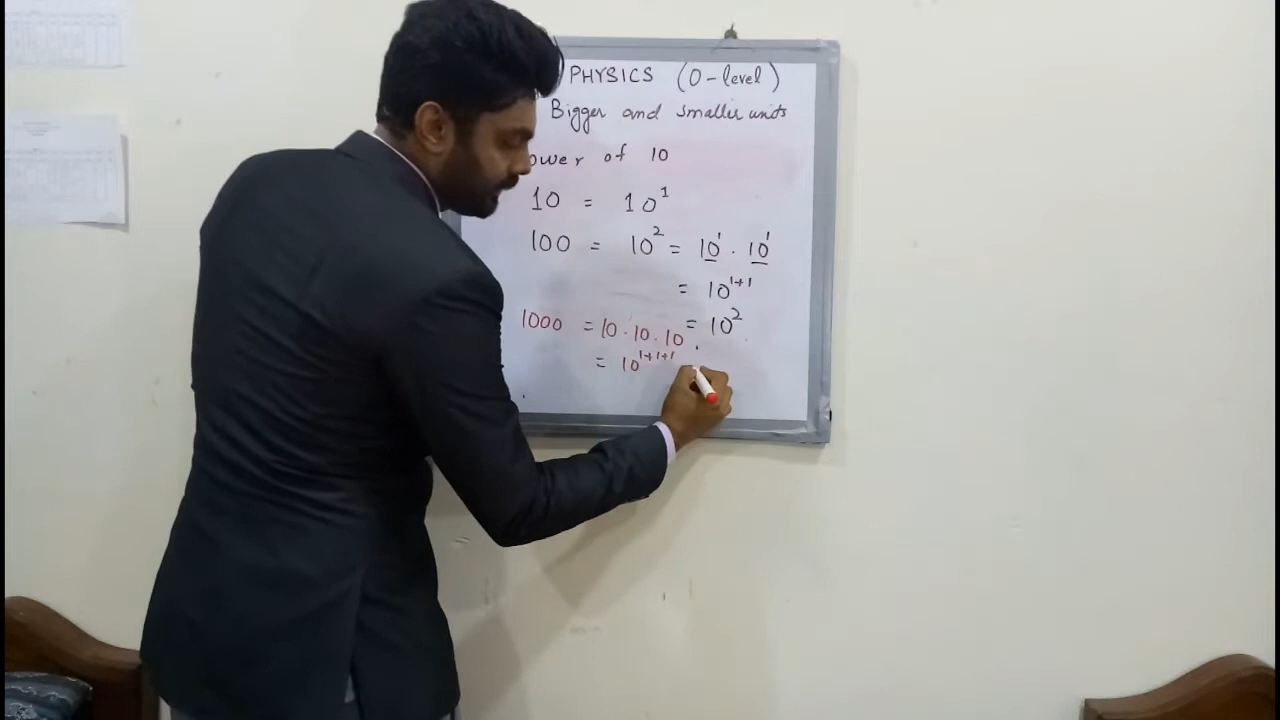 PHYSICS (O-level)
Bigger and smaller units
ower of 10
10 = 10¹
100 = 10² = 10¹ . 10¹
= 10¹⁺¹
= 10²
1000 = 10 . 10 . 10
= 10¹⁺¹⁺¹